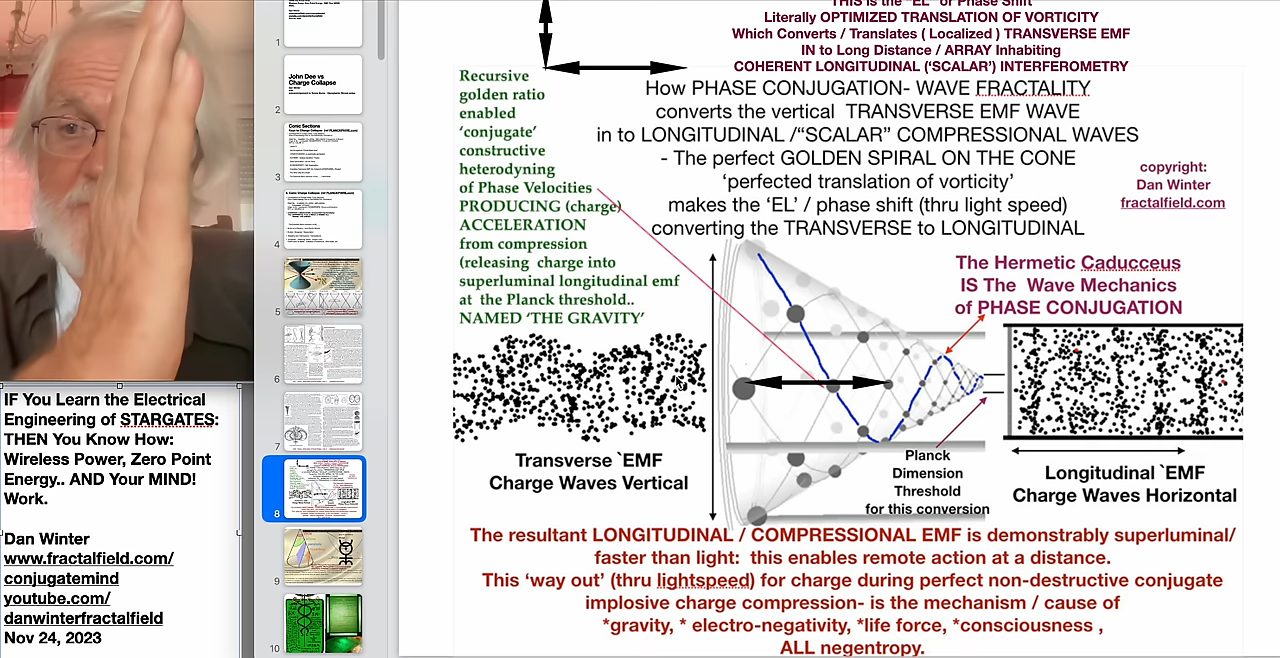 THIS is the "EL" or Phase Shift
Literally OPTIMIZED TRANSLATION OF VORTICITY
Which Converts / Translates ( Localized ) TRANSVERSE EMF
IN to Long Distance / ARRAY Inhabiting
COHERENT LONGITUDINAL ('SCALAR') INTERFEROMETRY
Recursive
golden ratio
enabled
'conjugate'
constructive
heterodyning
of Phase Velocities
PRODUCING (charge)
ACCELERATION
from compression
(releasing charge into
superluminal longitudinal emf
at the Planck threshold..
NAMED 'THE GRAVITY'
How PHASE CONJUGATION- WAVE FRACTALITY
converts the vertical TRANSVERSE EMF WAVE
in to LONGITUDINAL /"SCALAR" COMPRESSIONAL WAVES
- The perfect GOLDEN SPIRAL ON THE CONE
'perfected translation of vorticity'
makes the 'EL' / phase shift (thru light speed)
converting the TRANSVERSE to LONGITUDINAL
copyright:
Dan Winter
fractalfield.com
The Hermetic Caducceus
IS The Wave Mechanics
of PHASE CONJUGATION
Transverse `EMF
Charge Waves Vertical
Planck
Dimension
Threshold
for this conversion
Longitudinal `EMF
Charge Waves Horizontal
The resultant LONGITUDINAL / COMPRESSIONAL EMF is demonstrably superluminal/
faster than light: this enables remote action at a distance.
This 'way out' (thru lightspeed) for charge during perfect non-destructive conjugate
implosive charge compression- is the mechanism / cause of
*gravity, * electro-negativity, *life force, *consciousness ,
ALL negentropy.
IF You Learn the Electrical
Engineering of STARGATES:
THEN You Know How:
Wireless Power, Zero Point
Energy.. AND Your MIND!
Work.
Dan Winter
www.fractalfield.com/
conjugatemind
youtube.com/
danwinterfractalfield
Nov 24, 2023
1
John Dee vs
Charge Collapse
2
Conic Sections
3
4
5
6
7
8
9
10